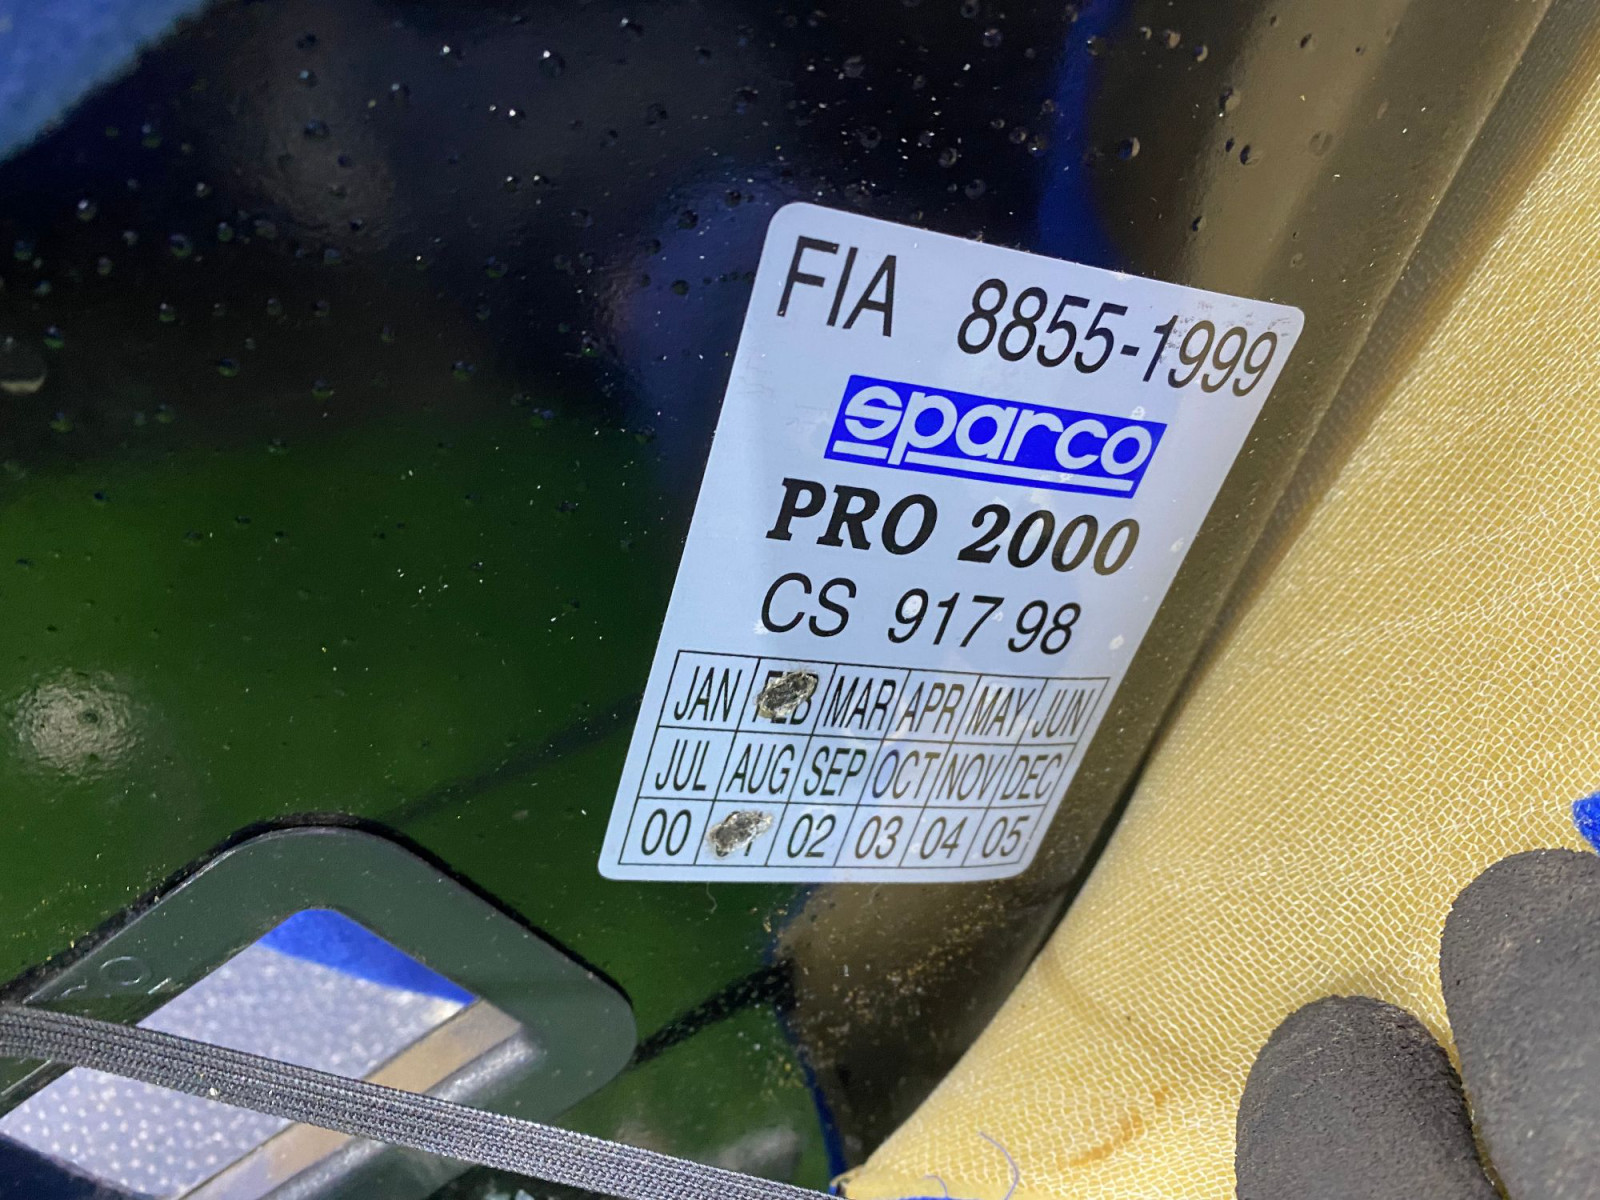 FIA 8855-1999
sparco
PRO 2000
CS 917 98
JAN FEB MAR APR MAY JUN
JUL AUG SEP OCT NOV DEC
00 02 03 04 05